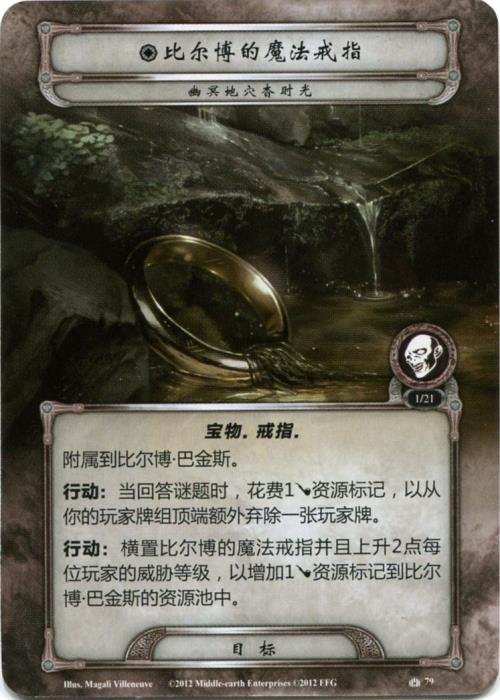 比尔博的魔法戒指
幽冥地穴杳时光
1/21
宝物. 戒指.
附属到比尔博·巴金斯。
行动：当回答谜题时，花费1资源标记，以从
你的玩家牌组顶端额外弃除一张玩家牌。
行动：横置比尔博的魔法戒指并且上升2点每
位玩家的威胁等级，以增加1资源标记到比尔
博·巴金斯的资源池中。
目标
Illus. Magali Villeneuve ©2012 Middle-earth Enterprises ©2012 FFG 79